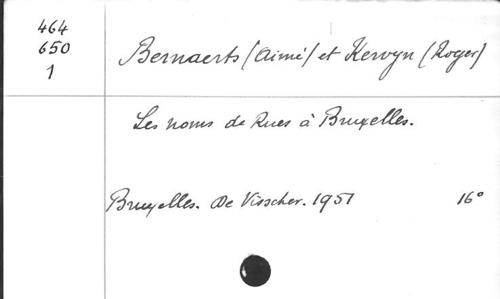 464
650
1
Bernaerts (Aimé) et Kervyn (Roger)
Les noms de Rues à Bruxelles.
Bruxelles. De Visscher. 1951 16°